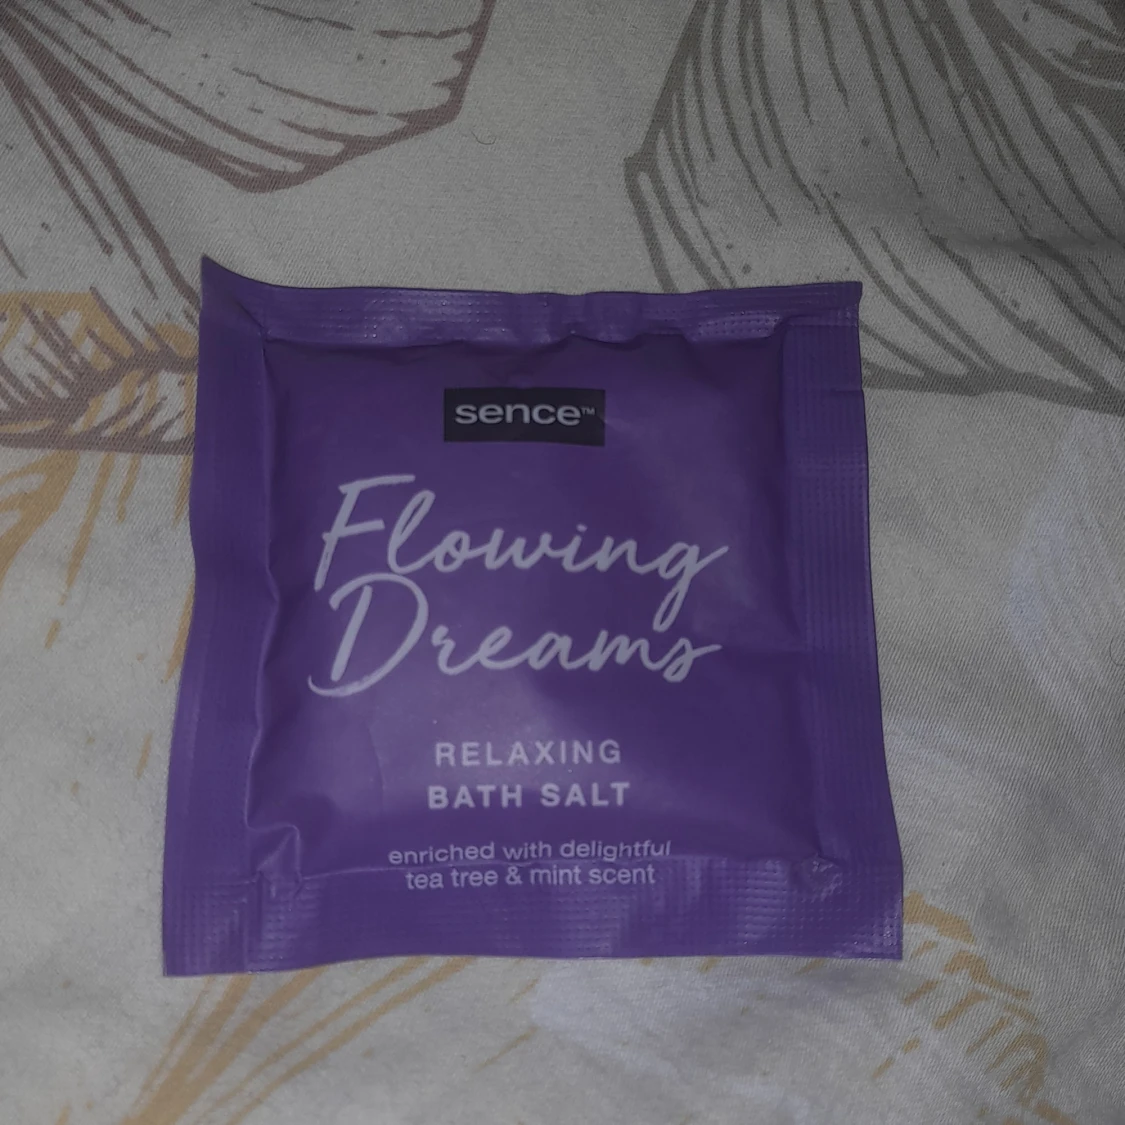 sence™
Flowing
Dreams
RELAXING
BATH SALT
enriched with delightful
tea tree & mint scent